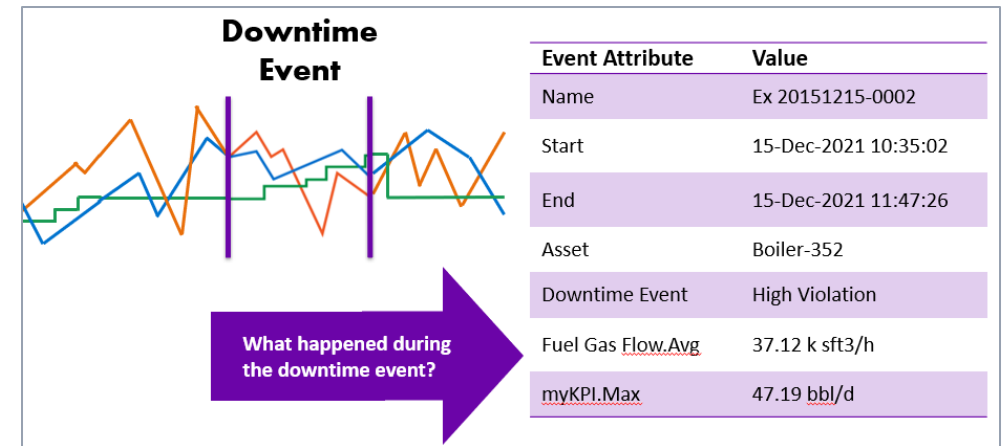 Downtime
Event
Event Attribute Value
Name Ex 20151215-0002
Start 15-Dec-2021 10:35:02
End 15-Dec-2021 11:47:26
Asset Boiler-352
Downtime Event High Violation
Fuel Gas Flow.Avg 37.12 k sft3/h
myKPI.Max 47.19 bbl/d
What happened during
the downtime event?